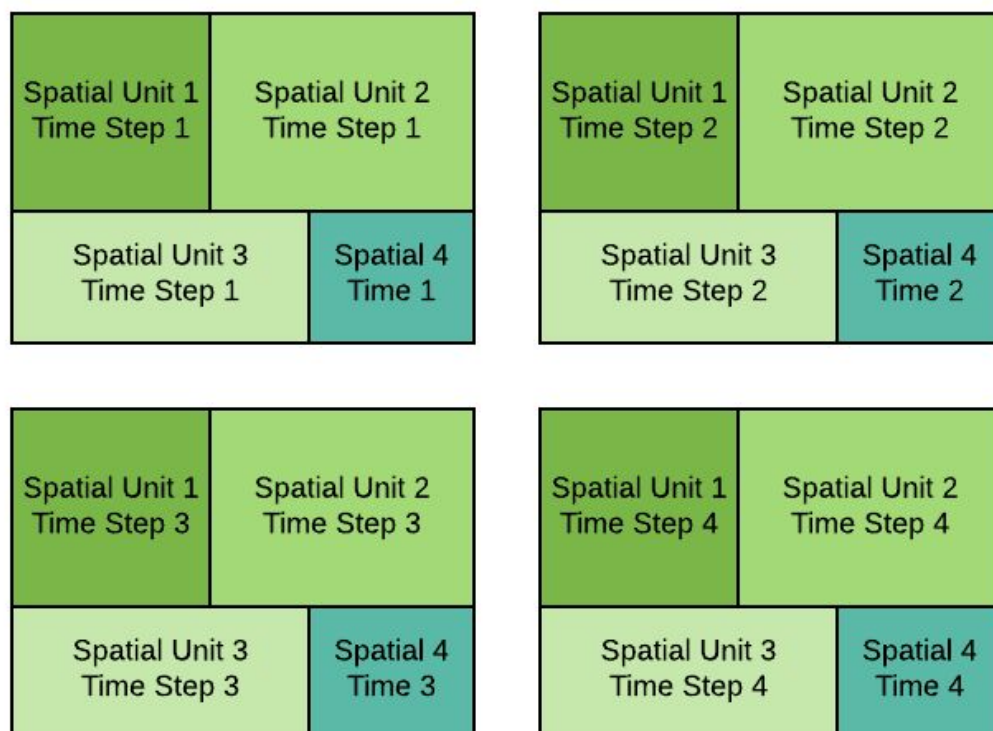 Spatial Unit 1
Time Step 1
Spatial Unit 2
Time Step 1
Spatial Unit 3
Time Step 1
Spatial 4
Time 1
Spatial Unit 1
Time Step 2
Spatial Unit 2
Time Step 2
Spatial Unit 3
Time Step 2
Spatial 4
Time 2
Spatial Unit 1
Time Step 3
Spatial Unit 2
Time Step 3
Spatial Unit 3
Time Step 3
Spatial 4
Time 3
Spatial Unit 1
Time Step 4
Spatial Unit 2
Time Step 4
Spatial Unit 3
Time Step 4
Spatial 4
Time 4